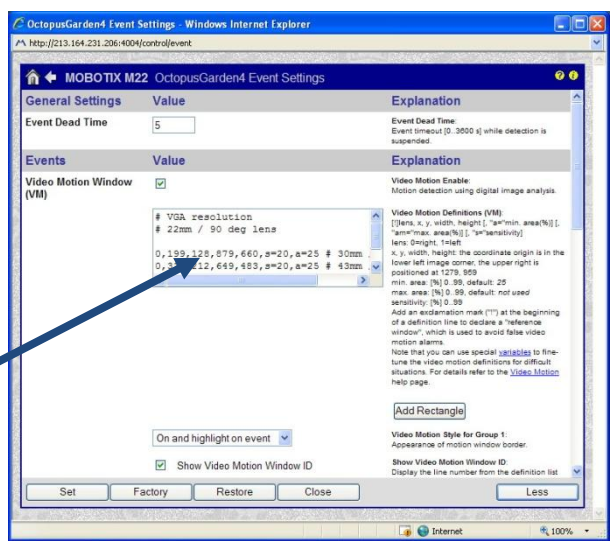 OctopusGarden4 Event Settings - Windows Internet Explorer
http://213.164.231.206:4004/control/event
MOBOTIX M22 OctopusGarden4 Event Settings
General Settings Value Explanation
Event Dead Time 5
Event Dead Time:
Event timeout [0..3600 s] while detection is
suspended.
Events Value Explanation
Video Motion Window
(VM)
Video Motion Enable:
Motion detection using digital image analysis.
# VGA resolution
# 22mm / 90 deg lens
0,199,128,879,660,s=20,a=25 # 30mm
212,649,483,s=20,a=25 # 43mm
Video Motion Definitions (VM):
[!]lens, x, y, width, height [, "a="min. area(%)] [,
"am="max. area(%)] [, "s="sensitivity]
lens: 0=right, 1=left
x, y, width, height: the coordinate origin is in the
lower left image corner, the upper right is
positioned at 1279, 959
min. area: [%] 0..99, default: 25
max. area: [%] 0..99, default: not used
sensitivity: [%] 0..99
Add an exclamation mark ("!") at the beginning
of a definition line to declare a "reference
window", which is used to avoid false video
motion alarms.
Note that you can use special variables to fine-
tune the video motion definitions for difficult
situations. For details refer to the Video Motion
help page.
Add Rectangle
On and highlight on event
Video Motion Style for Group 1:
Appearance of motion window border.
Show Video Motion Window ID
Show Video Motion Window ID:
Display the line number from the definition list
Set Factory Restore Close Less
Internet 100%